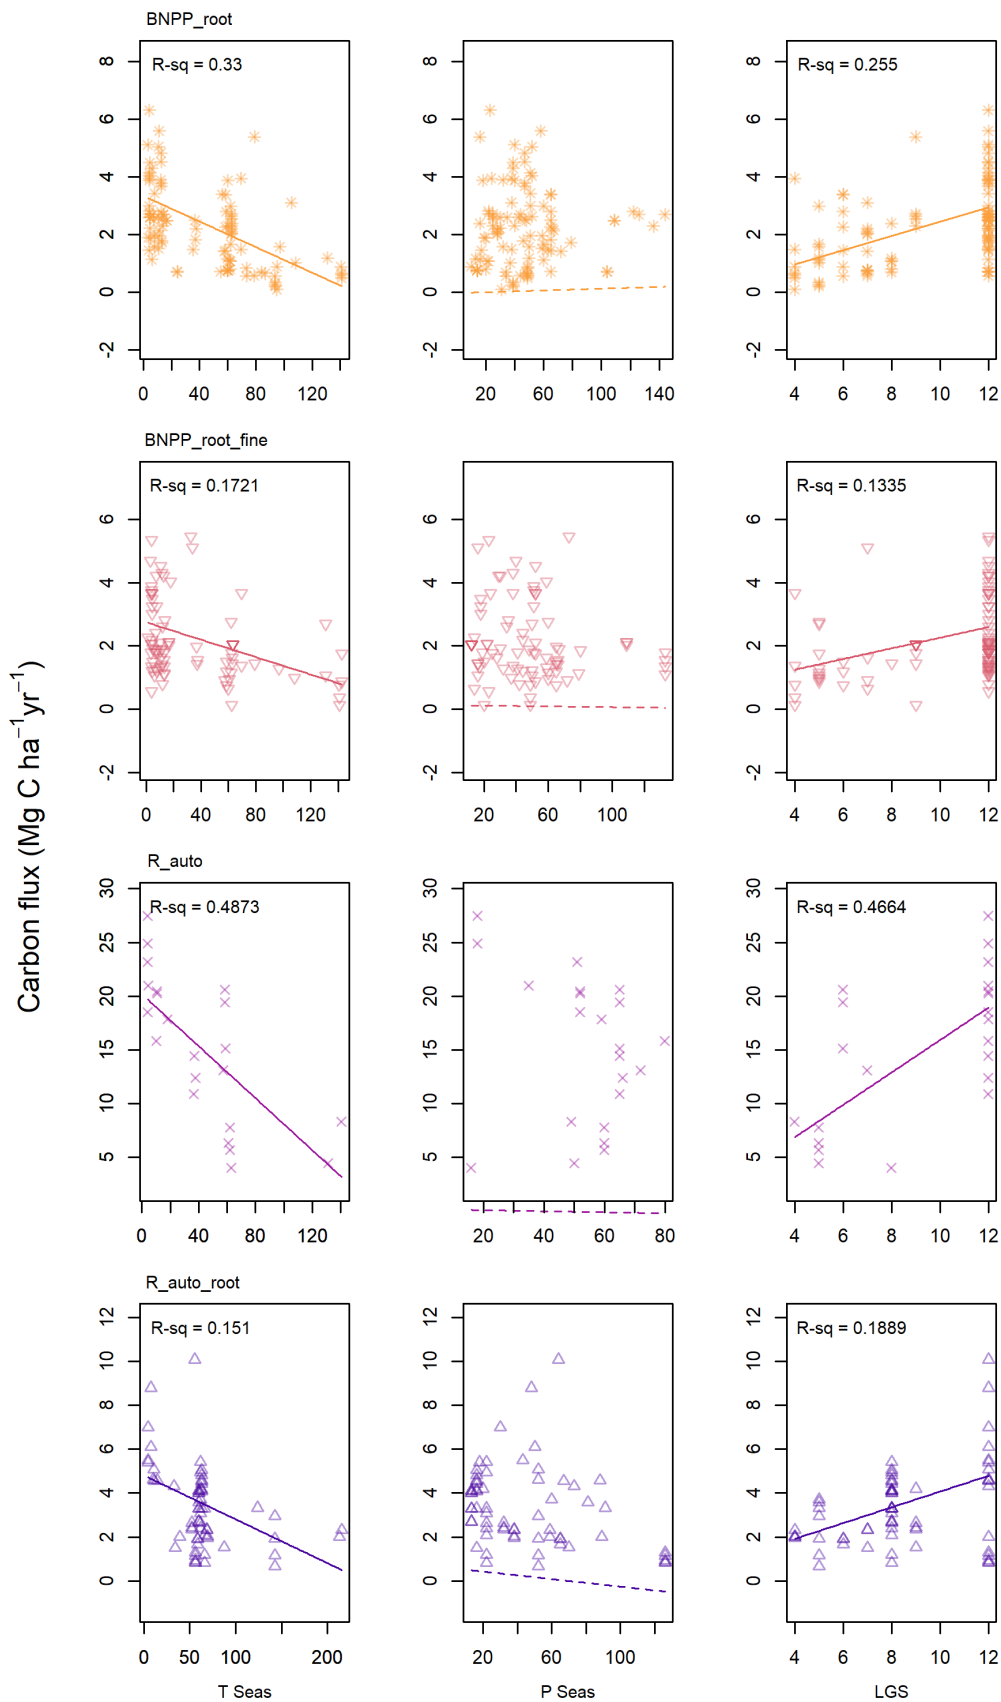 BNPP_root
R-sq = 0.33
R-sq = 0.255
8
6
4
2
0
-2
8
6
4
2
0
-2
8
6
4
2
0
-2
0 40 80 120
20 60 100 140
4 6 8 10 12
BNPP_root_fine
R-sq = 0.1721
R-sq = 0.1335
6
4
2
0
-2
6
4
2
0
-2
6
4
2
0
-2
0 40 80 120
20 60 100
4 6 8 10 12
Carbon flux (Mg C ha⁻¹yr⁻¹)
R_auto
R-sq = 0.4873
R-sq = 0.4664
30
25
20
15
10
5
30
25
20
15
10
5
30
25
20
15
10
5
0 40 80 120
20 40 60 80
4 6 8 10 12
R_auto_root
R-sq = 0.151
R-sq = 0.1889
12
10
8
6
4
2
0
12
10
8
6
4
2
0
12
10
8
6
4
2
0
0 50 100 200
20 60 100
4 6 8 10 12
T Seas
P Seas
LGS